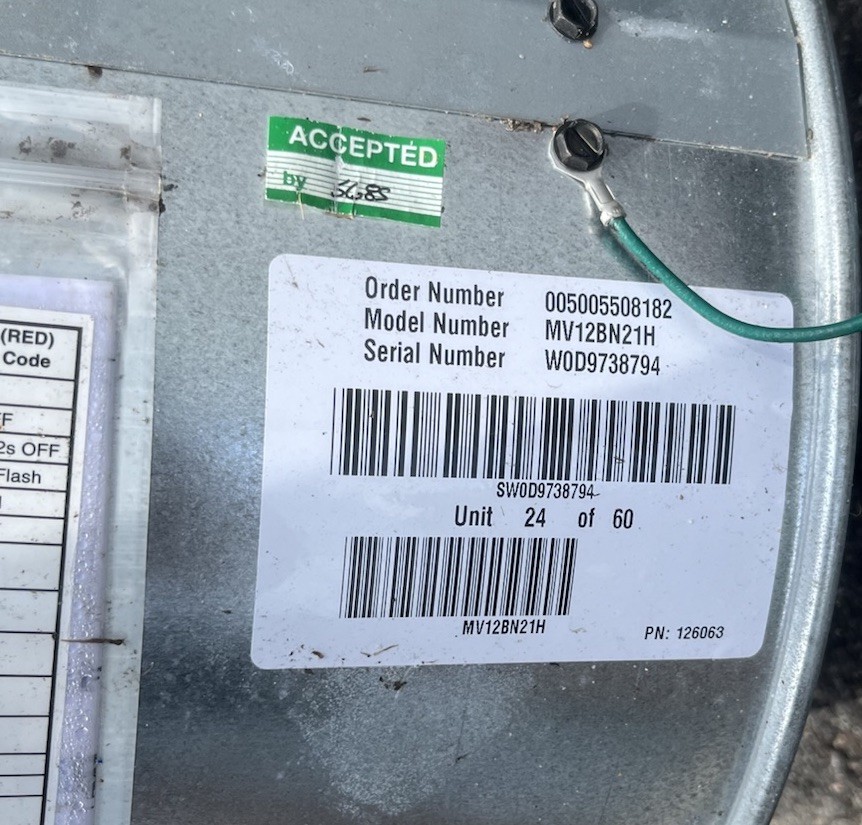 ACCEPTED
by
(RED)
Code
2s OFF
Flash
Order Number 005005508182
Model Number MV12BN21H
Serial Number W0D9738794
SW0D9738794
Unit 24 of 60
MV12BN21H
PN: 126063